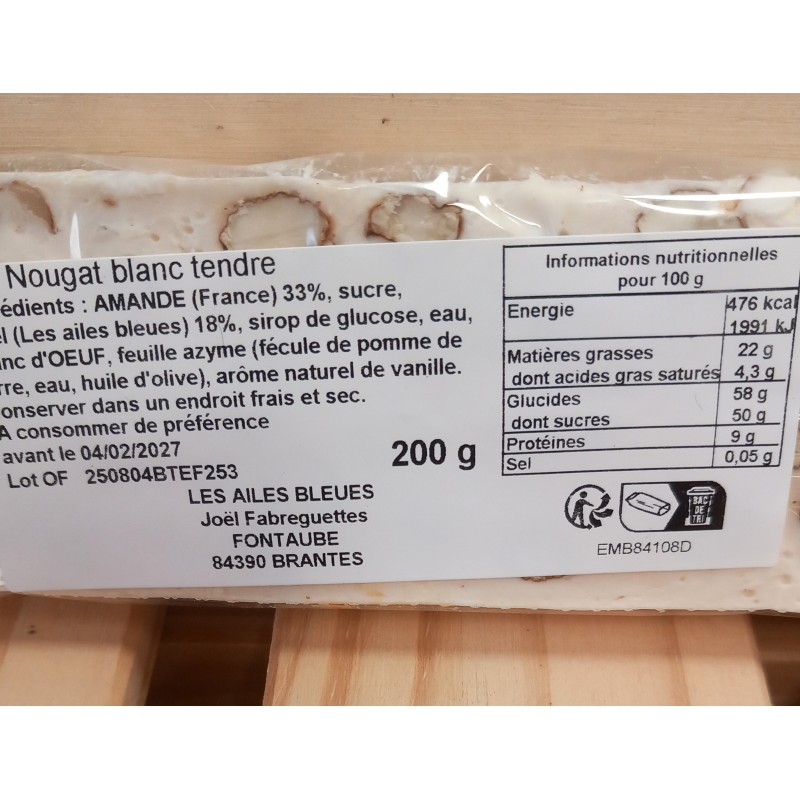 Nougat blanc tendre
édients : AMANDE (France) 33%, sucre,
el (Les ailes bleues) 18%, sirop de glucose, eau,
nc d'OEUF, feuille azyme (fécule de pomme de
rre, eau, huile d'olive), arôme naturel de vanille.
onserver dans un endroit frais et sec.
A consommer de préférence
avant le 04/02/2027
Lot OF 250804BTEF253
200 g
LES AILES BLEUES
Joël Fabreguettes
FONTAUBE
84390 BRANTES
Informations nutritionnelles
pour 100 g
Energie 476 kcal
1991 kJ
Matières grasses 22 g
dont acides gras saturés 4,3 g
Glucides 58 g
dont sucres 50 g
Protéines 9 g
Sel 0,05 g
BAC
DE
TRI
EMB84108D